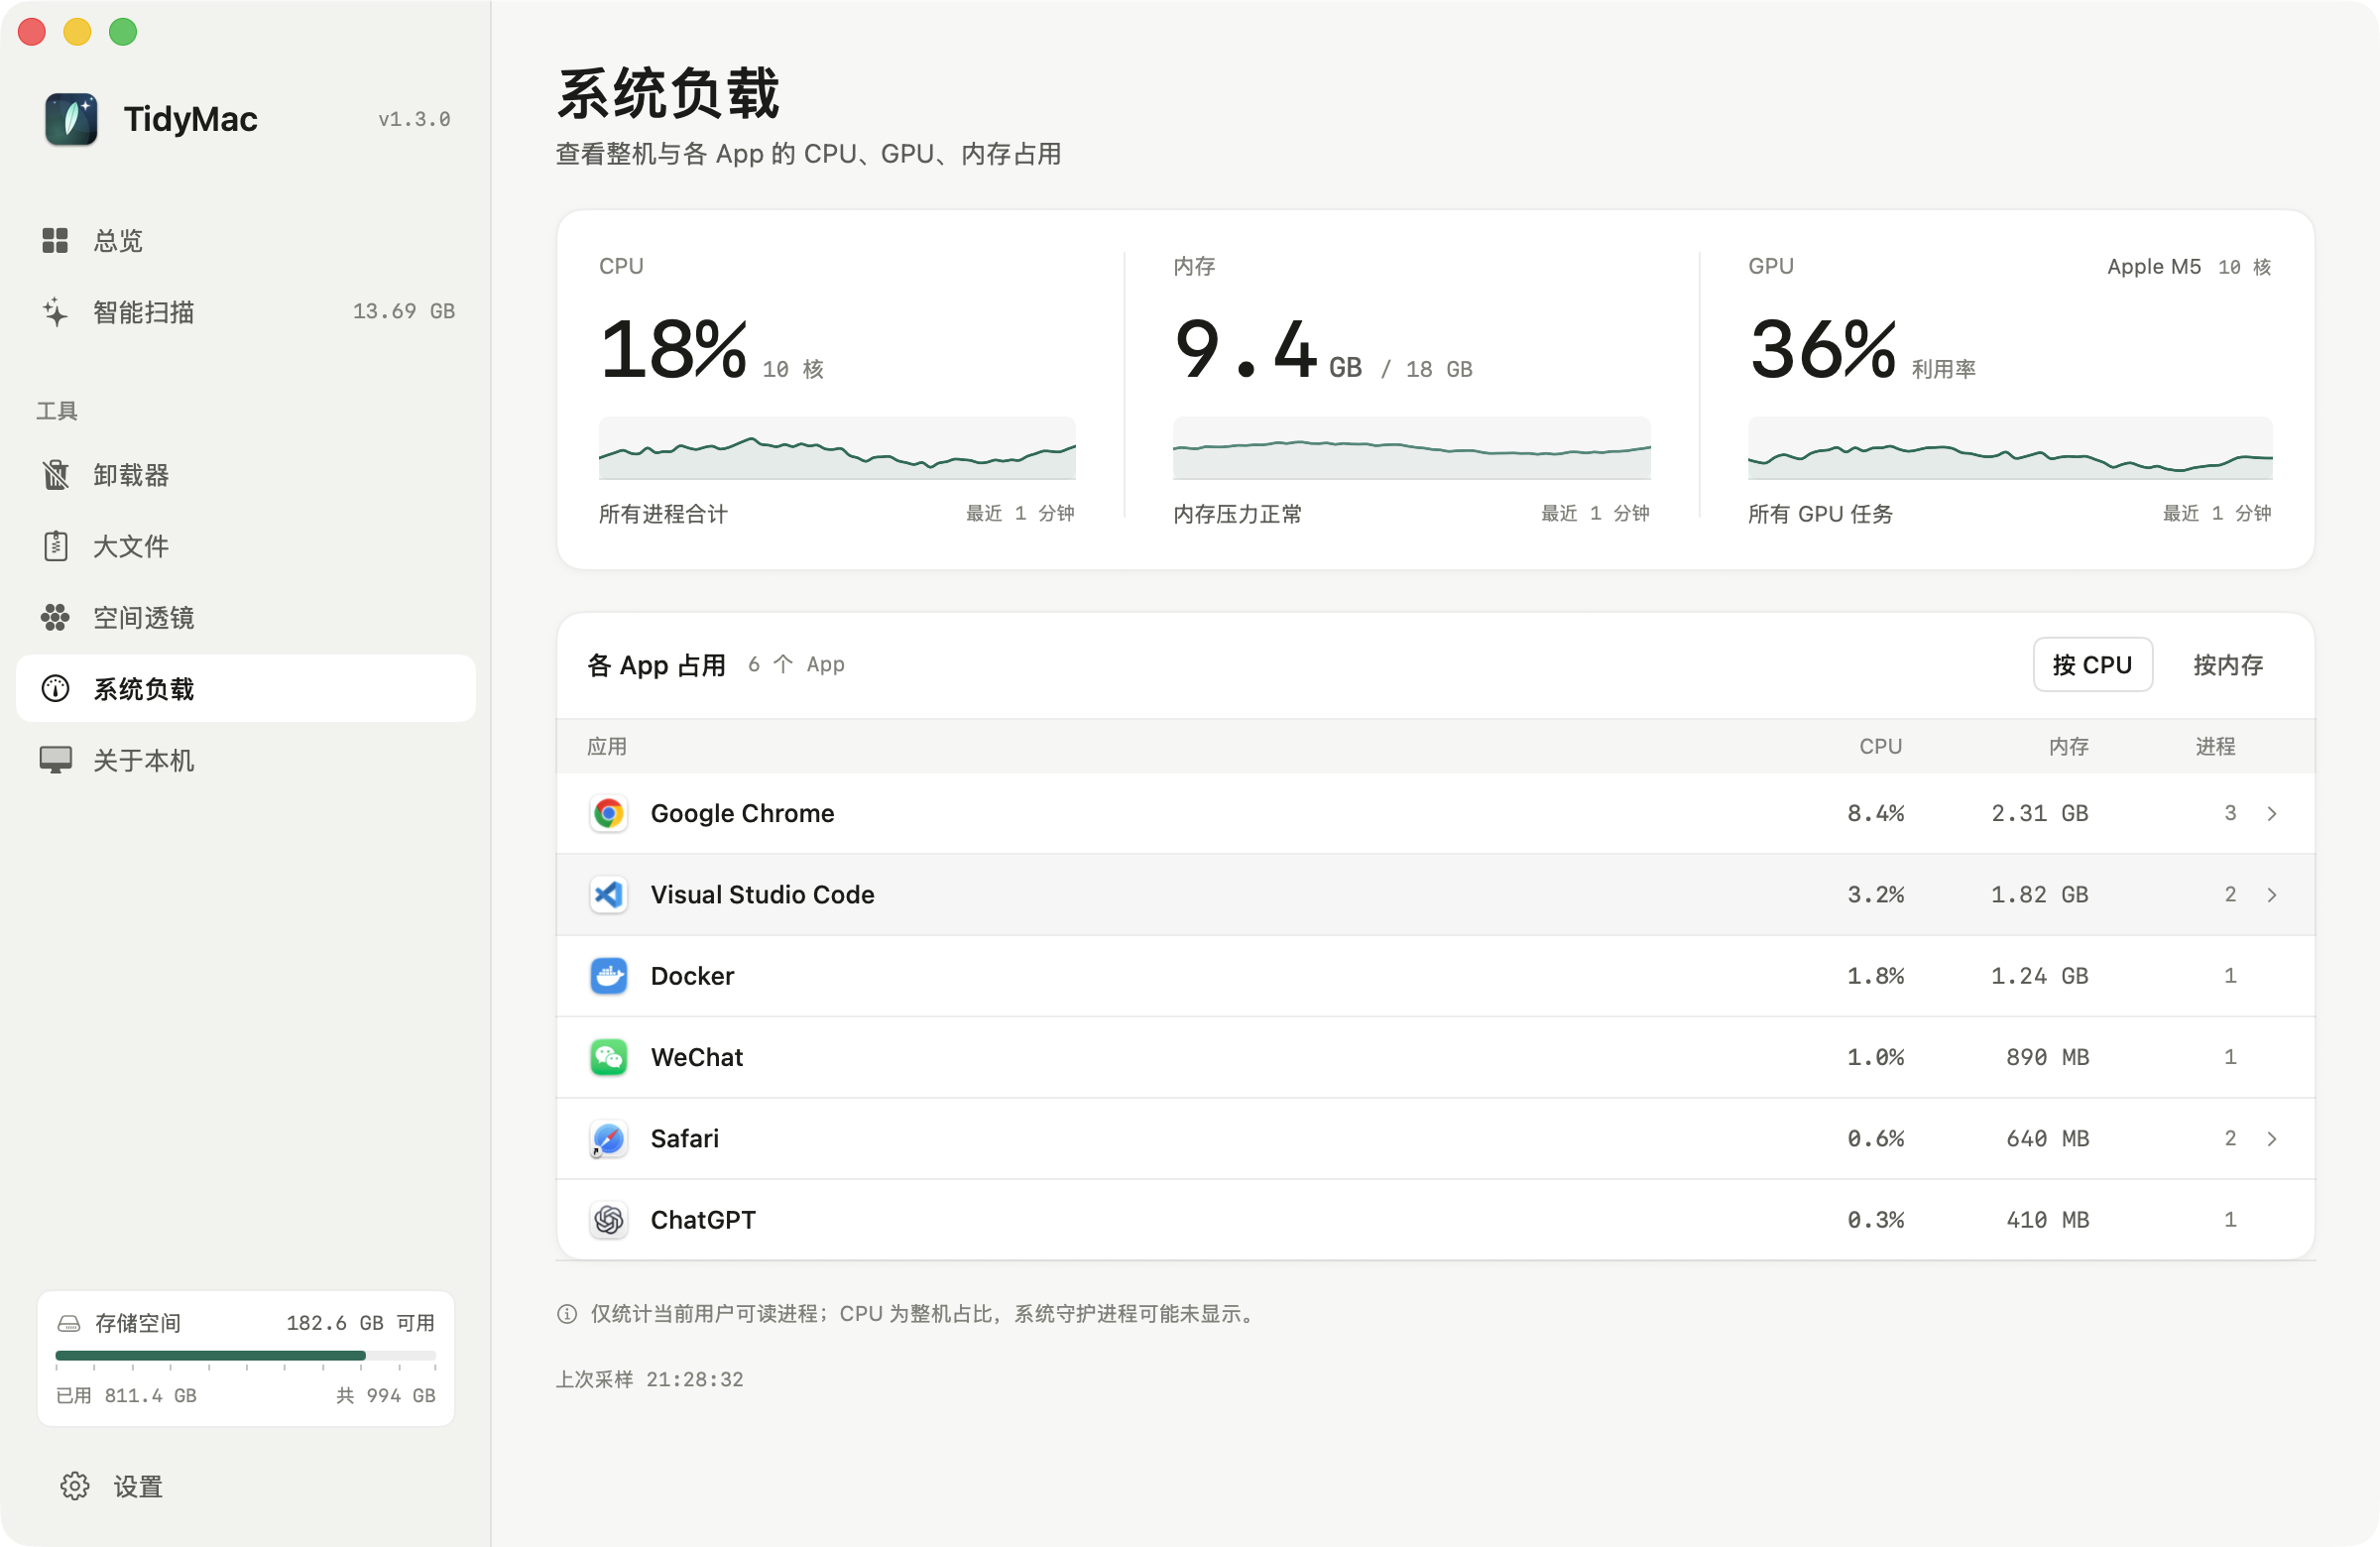 TidyMac v1.3.0
总览
智能扫描 13.69 GB
工具
卸载器
大文件
空间透镜
系统负载
关于本机
存储空间 182.6 GB 可用
已用 811.4 GB 共 994 GB
设置
系统负载
查看整机与各 App 的 CPU、GPU、内存占用
CPU
18% 10 核
所有进程合计 最近 1 分钟
内存
9.4 GB / 18 GB
内存压力正常 最近 1 分钟
GPU Apple M5 10 核
36% 利用率
所有 GPU 任务 最近 1 分钟
各 App 占用 6 个 App 按 CPU 按内存
应用 CPU 内存 进程
Google Chrome 8.4% 2.31 GB 3
Visual Studio Code 3.2% 1.82 GB 2
Docker 1.8% 1.24 GB 1
WeChat 1.0% 890 MB 1
Safari 0.6% 640 MB 2
ChatGPT 0.3% 410 MB 1
仅统计当前用户可读进程；CPU 为整机占比，系统守护进程可能未显示。
上次采样 21:28:32